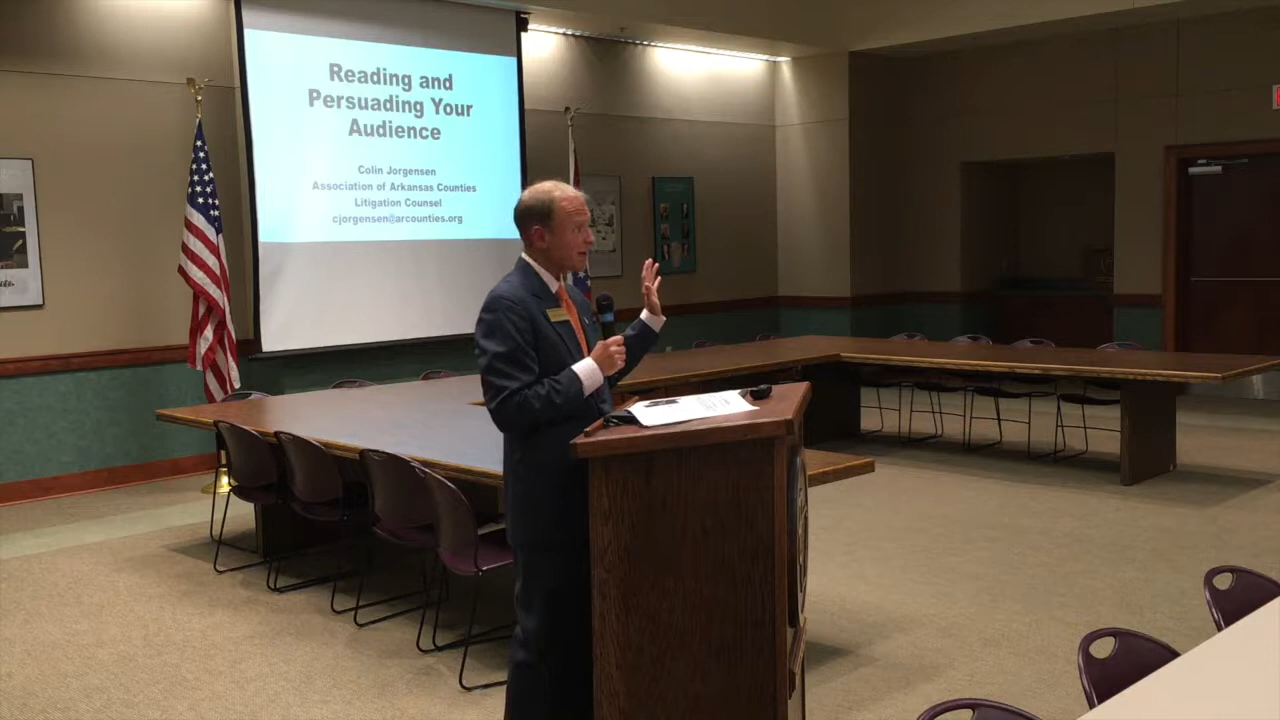 Reading and
Persuading Your
Audience
Colin Jorgensen
Association of Arkansas Counties
Litigation Counsel
cjorgensen@arcounties.org